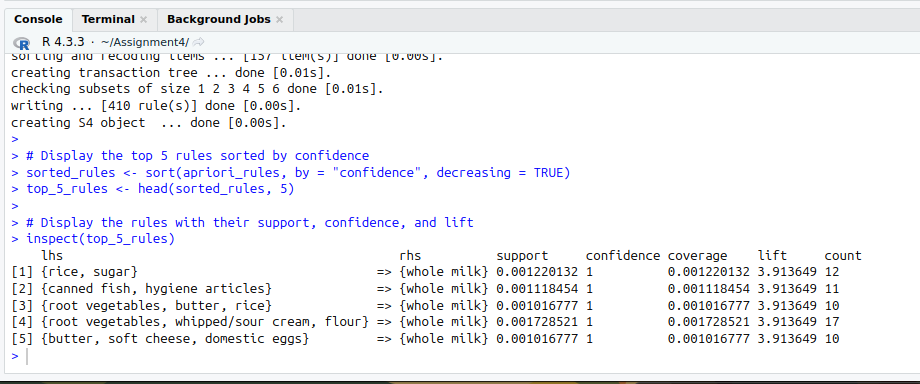 Console Terminal × Background Jobs ×
R 4.3.3 · ~/Assignment4/
sorting and recoding items ... [157 item(s)] done [0.00s].
creating transaction tree ... done [0.01s].
checking subsets of size 1 2 3 4 5 6 done [0.01s].
writing ... [410 rule(s)] done [0.00s].
creating S4 object  ... done [0.00s].
>
> # Display the top 5 rules sorted by confidence
> sorted_rules <- sort(apriori_rules, by = "confidence", decreasing = TRUE)
> top_5_rules <- head(sorted_rules, 5)
>
> # Display the rules with their support, confidence, and lift
> inspect(top_5_rules)
    lhs                                         rhs          support     confidence coverage    lift     count
[1] {rice, sugar}                            => {whole milk} 0.001220132 1          0.001220132 3.913649 12
[2] {canned fish, hygiene articles}          => {whole milk} 0.001118454 1          0.001118454 3.913649 11
[3] {root vegetables, butter, rice}          => {whole milk} 0.001016777 1          0.001016777 3.913649 10
[4] {root vegetables, whipped/sour cream, flour} => {whole milk} 0.001728521 1          0.001728521 3.913649 17
[5] {butter, soft cheese, domestic eggs}     => {whole milk} 0.001016777 1          0.001016777 3.913649 10
>